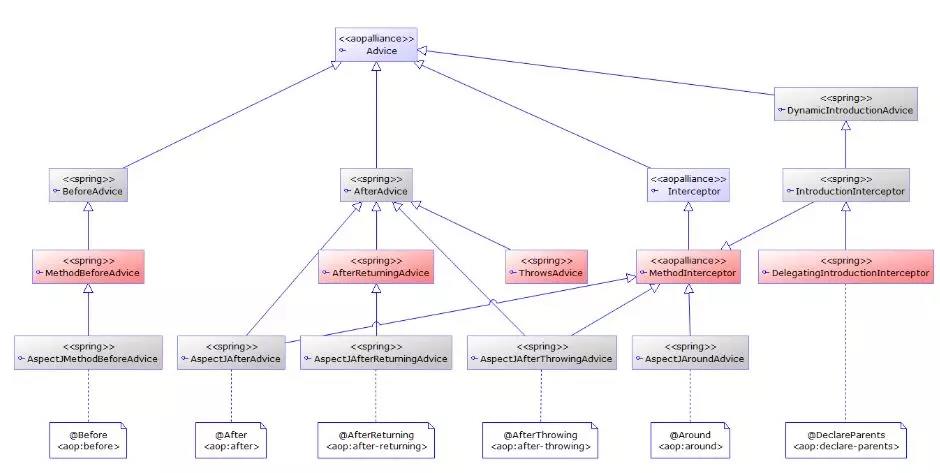 <<aopalliance>>
Advice
<<spring>>
DynamicIntroductionAdvice
<<spring>>
BeforeAdvice
<<spring>>
AfterAdvice
<<aopalliance>>
Interceptor
<<spring>>
IntroductionInterceptor
<<spring>>
MethodBeforeAdvice
<<spring>>
AfterReturningAdvice
<<spring>>
ThrowsAdvice
<<aopalliance>>
MethodInterceptor
<<spring>>
DelegatingIntroductionInterceptor
<<spring>>
AspectJMethodBeforeAdvice
<<spring>>
AspectJAfterAdvice
<<spring>>
AspectJAfterReturningAdvice
<<spring>>
AspectJAfterThrowingAdvice
<<spring>>
AspectJAroundAdvice
@Before
<aop:before>
@After
<aop:after>
@AfterReturning
<aop:after-returning>
@AfterThrowing
<aop:after-throwing>
@Around
<aop:around>
@DeclareParents
<aop:declare-parents>